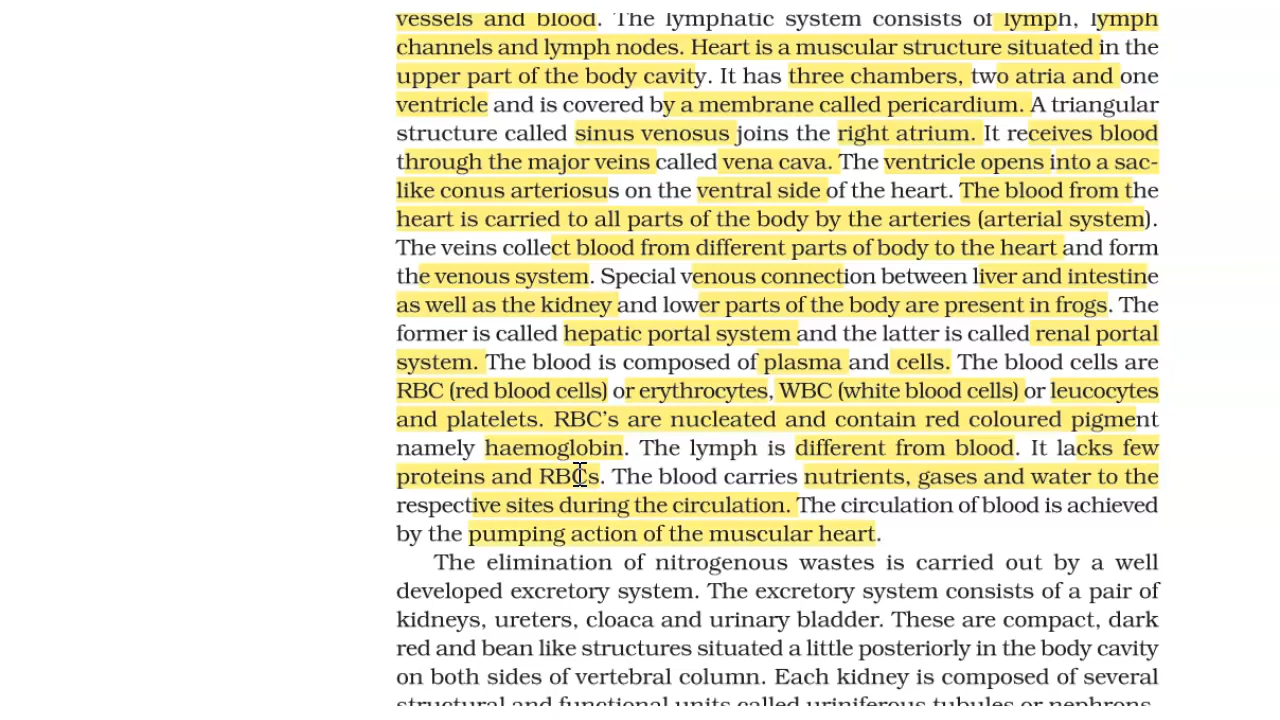 vessels and blood. The lymphatic system consists of lymph, lymph
channels and lymph nodes. Heart is a muscular structure situated in the
upper part of the body cavity. It has three chambers, two atria and one
ventricle and is covered by a membrane called pericardium. A triangular
structure called sinus venosus joins the right atrium. It receives blood
through the major veins called vena cava. The ventricle opens into a sac-
like conus arteriosus on the ventral side of the heart. The blood from the
heart is carried to all parts of the body by the arteries (arterial system).
The veins collect blood from different parts of body to the heart and form
the venous system. Special venous connection between liver and intestine
as well as the kidney and lower parts of the body are present in frogs. The
former is called hepatic portal system and the latter is called renal portal
system. The blood is composed of plasma and cells. The blood cells are
RBC (red blood cells) or erythrocytes, WBC (white blood cells) or leucocytes
and platelets. RBC's are nucleated and contain red coloured pigment
namely haemoglobin. The lymph is different from blood. It lacks few
proteins and RBCs. The blood carries nutrients, gases and water to the
respective sites during the circulation. The circulation of blood is achieved
by the pumping action of the muscular heart.
The elimination of nitrogenous wastes is carried out by a well
developed excretory system. The excretory system consists of a pair of
kidneys, ureters, cloaca and urinary bladder. These are compact, dark
red and bean like structures situated a little posteriorly in the body cavity
on both sides of vertebral column. Each kidney is composed of several
structural and functional units called uriniferous tubules or nephrons.